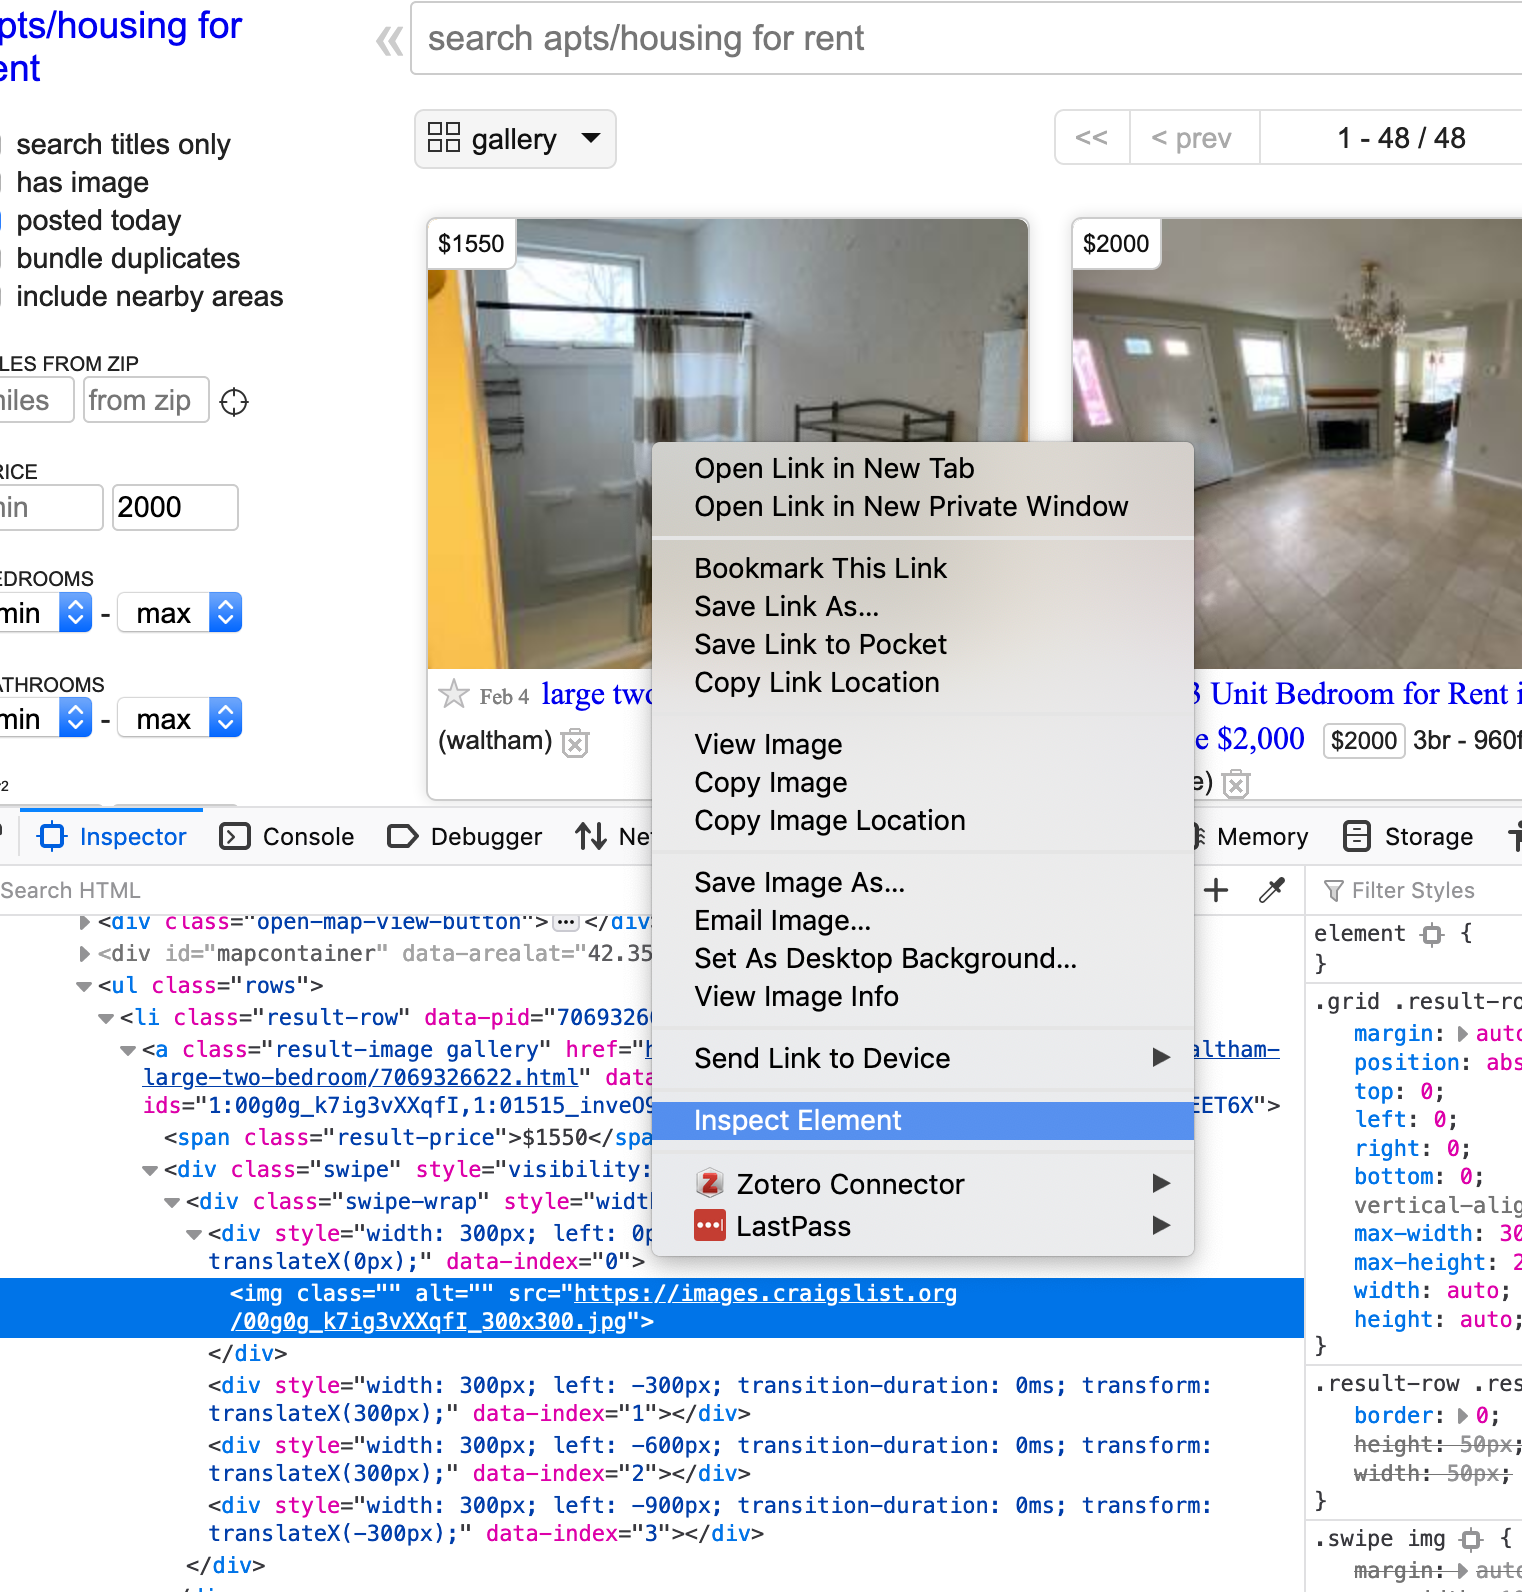 pts/housing for
ent
search apts/housing for rent
gallery
<<
< prev
1 - 48 / 48
search titles only
has image
posted today
bundle duplicates
include nearby areas
LES FROM ZIP
iles
from zip
RICE
in
2000
EDROOMS
min
-
max
ATHROOMS
min
-
max
2
$1550
$2000
Feb 4 large two
(waltham)
3 Unit Bedroom for Rent i
e $2,000 $2000 3br - 960f
e)
Open Link in New Tab
Open Link in New Private Window
Bookmark This Link
Save Link As...
Save Link to Pocket
Copy Link Location
View Image
Copy Image
Copy Image Location
Save Image As...
Email Image...
Set As Desktop Background...
View Image Info
Send Link to Device
Inspect Element
Zotero Connector
LastPass
Inspector
Console
Debugger
Ne
Memory
Storage
Search HTML
Filter Styles
<div class="open-map-view-button"></div
<div id="mapcontainer" data-arealat="42.35
<ul class="rows">
<li class="result-row" data-pid="7069326
<a class="result-image gallery" href="h altham-
large-two-bedroom/7069326622.html" data
ids="1:00g0g_k7ig3vXXqfI,1:01515_inveO9 EET6X">
<span class="result-price">$1550</spa
<div class="swipe" style="visibility:
<div class="swipe-wrap" style="widt
<div style="width: 300px; left: 0p
translateX(0px);" data-index="0">
<img class="" alt="" src="https://images.craigslist.org
/00g0g_k7ig3vXXqfI_300x300.jpg">
</div>
<div style="width: 300px; left: -300px; transition-duration: 0ms; transform:
translateX(300px);" data-index="1"></div>
<div style="width: 300px; left: -600px; transition-duration: 0ms; transform:
translateX(300px);" data-index="2"></div>
<div style="width: 300px; left: -900px; transition-duration: 0ms; transform:
translateX(-300px);" data-index="3"></div>
</div>
element {
}
.grid .result-ro
margin: auto
position: abs
top: 0;
left: 0;
right: 0;
bottom: 0;
vertical-alig
max-width: 30
max-height: 2
width: auto;
height: auto;
}
.result-row .res
border: 0;
height: 50px;
width: 50px;
}
.swipe img {
margin: auto